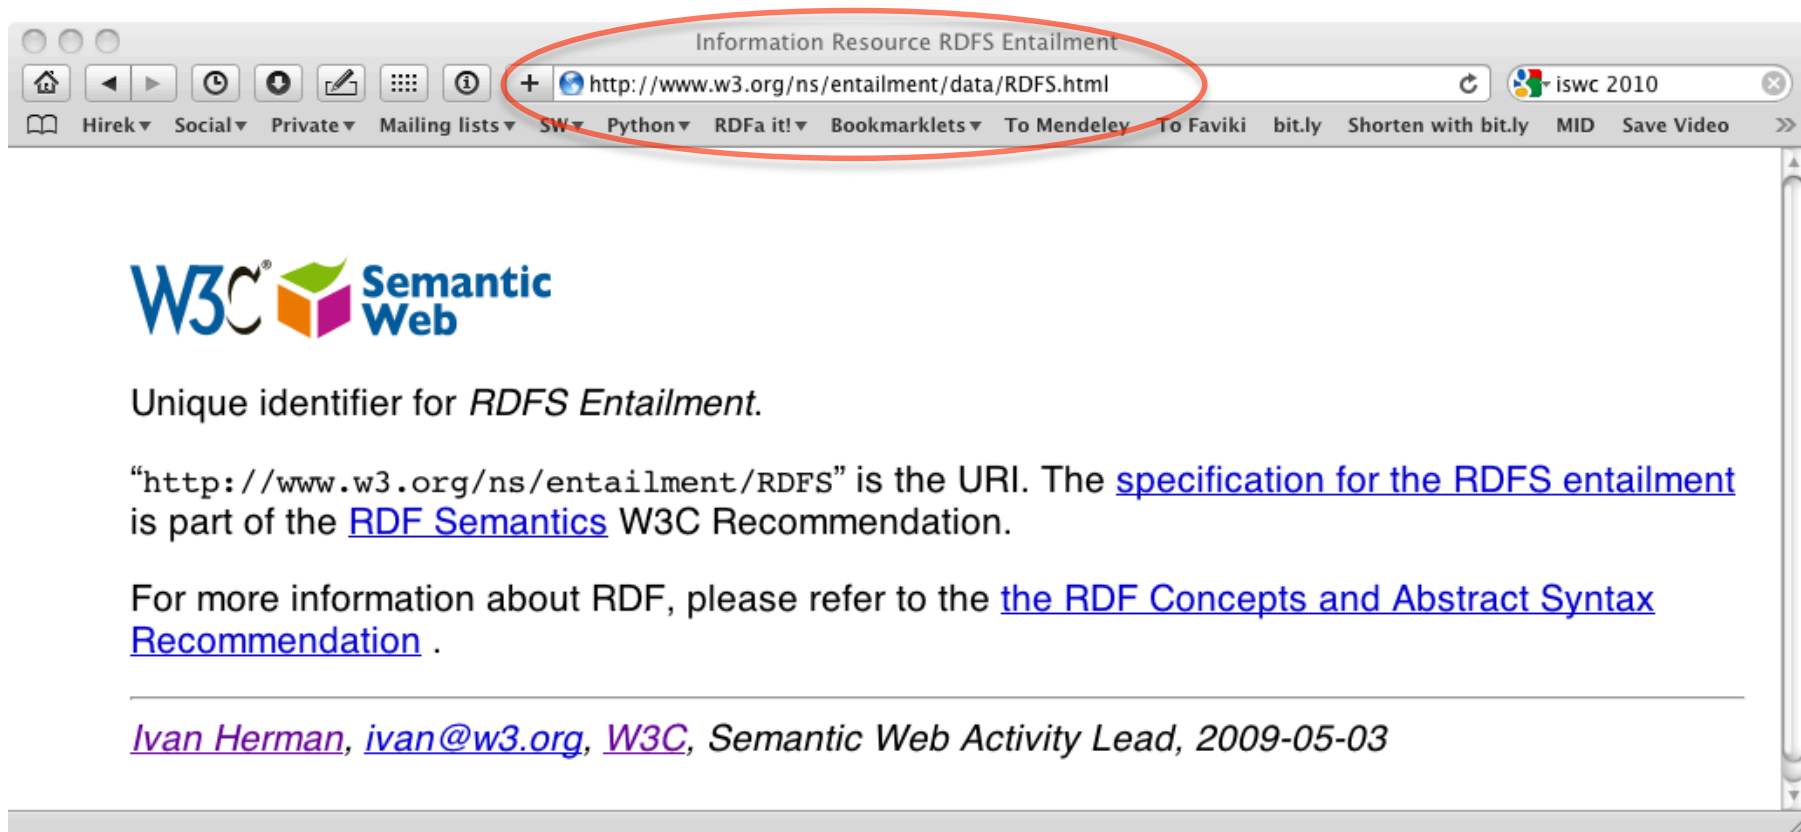 Information Resource RDFS Entailment
http://www.w3.org/ns/entailment/data/RDFS.html
iswc 2010
Hirek Social Private Mailing lists SW Python RDFa it! Bookmarklets To Mendeley To Faviki bit.ly Shorten with bit.ly MID Save Video
W3C® Semantic
Web
Unique identifier for RDFS Entailment.
“http://www.w3.org/ns/entailment/RDFS” is the URI. The specification for the RDFS entailment
is part of the RDF Semantics W3C Recommendation.
For more information about RDF, please refer to the the RDF Concepts and Abstract Syntax
Recommendation .
Ivan Herman, ivan@w3.org, W3C, Semantic Web Activity Lead, 2009-05-03